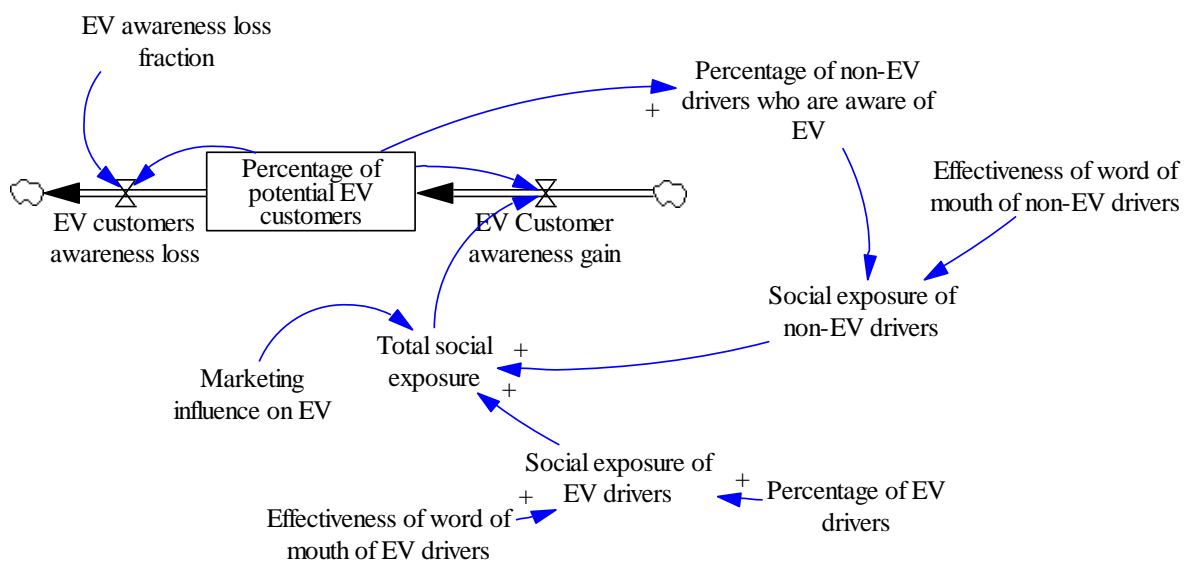 EV awareness loss
fraction
Percentage of non-EV
drivers who are aware of
EV
+
Percentage of
potential EV
customers
Effectiveness of word of
mouth of non-EV drivers
EV customers
awareness loss
EV Customer
awareness gain
Social exposure of
non-EV drivers
Total social
exposure
+
+
Marketing
influence on EV
Social exposure of
EV drivers
+
+
Percentage of EV
drivers
Effectiveness of word of
mouth of EV drivers